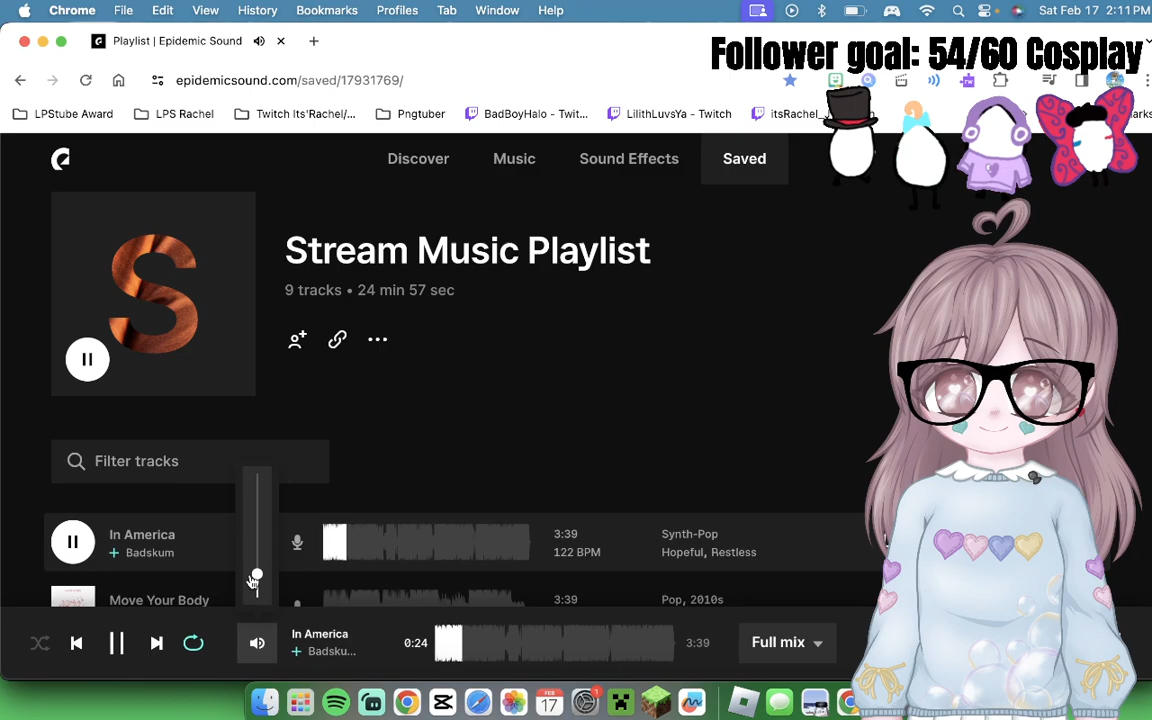 Chrome File Edit View History Bookmarks Profiles Tab Window Help Sat Feb 17 2:11PM
Playlist | Epidemic Sound
Follower goal: 54/60 Cosplay
epidemicsound.com/saved/17931769/
LPStube Award LPS Rachel Twitch Its'Rachel/... Pngtuber BadBoyHalo - Twit... LilithLuvsYa - Twitch
Discover Music Sound Effects Saved
S
Stream Music Playlist
9 tracks • 24 min 57 sec
Filter tracks
In America 3:39 Synth-Pop
Badskum 122 BPM Hopeful, Restless
Move Your Body 3:39 Pop, 2010s
In America 0:24 3:39 Full mix
Badsku...
FEB
17
1